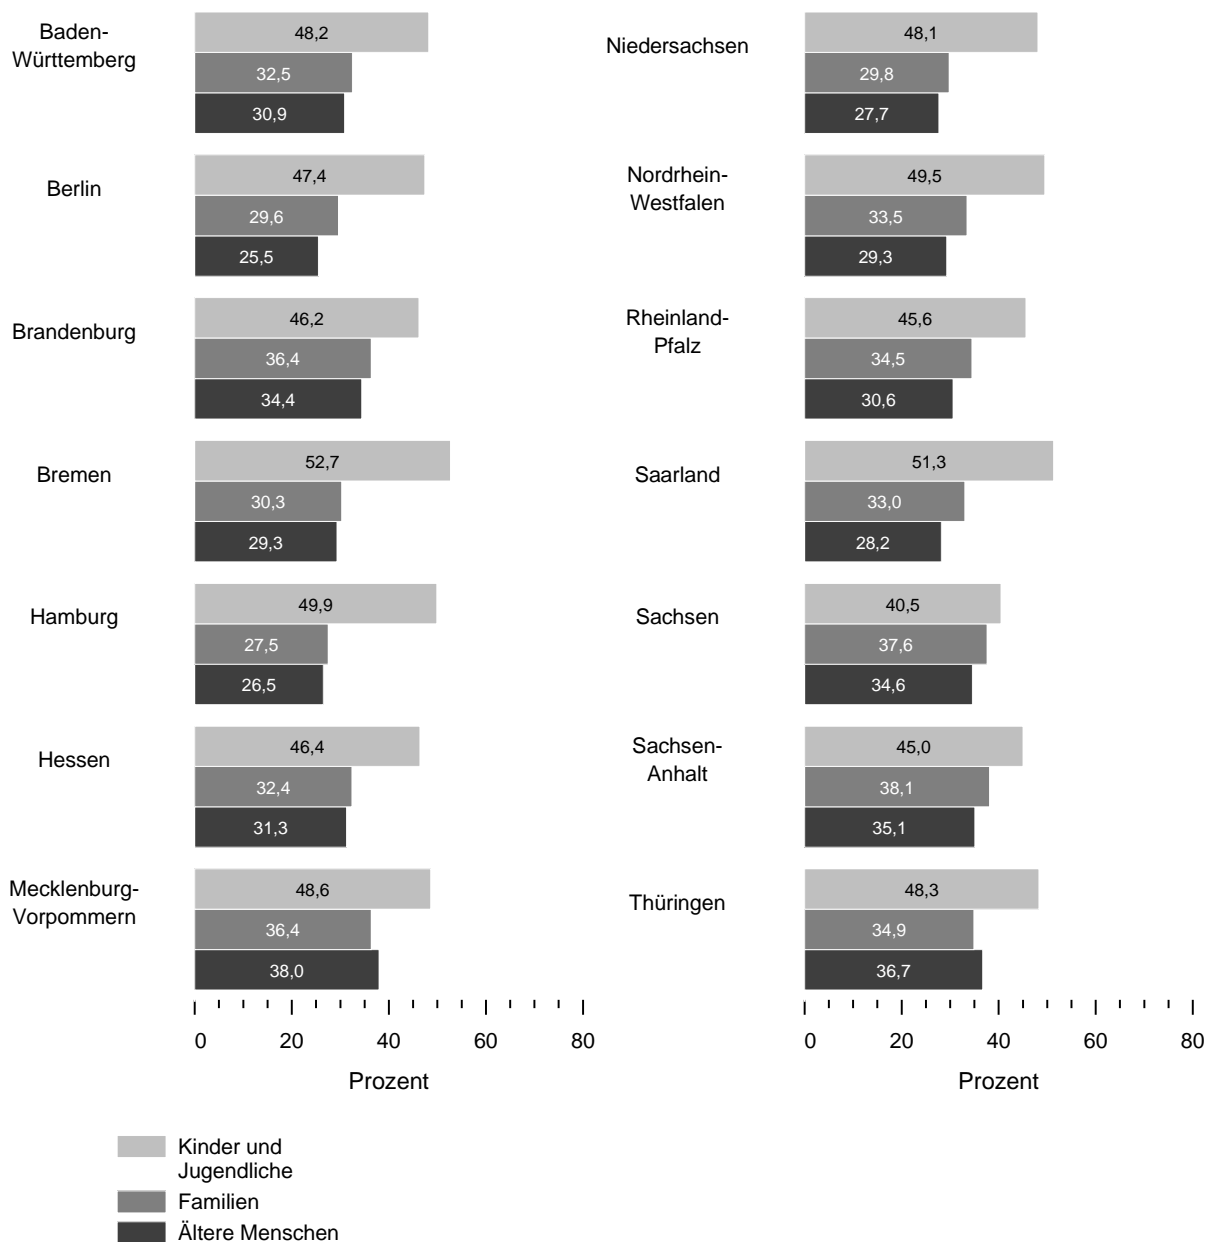 Baden-
Württemberg
48,2
32,5
30,9
Berlin
47,4
29,6
25,5
Brandenburg
46,2
36,4
34,4
Bremen
52,7
30,3
29,3
Hamburg
49,9
27,5
26,5
Hessen
46,4
32,4
31,3
Mecklenburg-
Vorpommern
48,6
36,4
38,0
0 20 40 60 80
Prozent
Niedersachsen
48,1
29,8
27,7
Nordrhein-
Westfalen
49,5
33,5
29,3
Rheinland-
Pfalz
45,6
34,5
30,6
Saarland
51,3
33,0
28,2
Sachsen
40,5
37,6
34,6
Sachsen-
Anhalt
45,0
38,1
35,1
Thüringen
48,3
34,9
36,7
0 20 40 60 80
Prozent
Kinder und
Jugendliche
Familien
Ältere Menschen